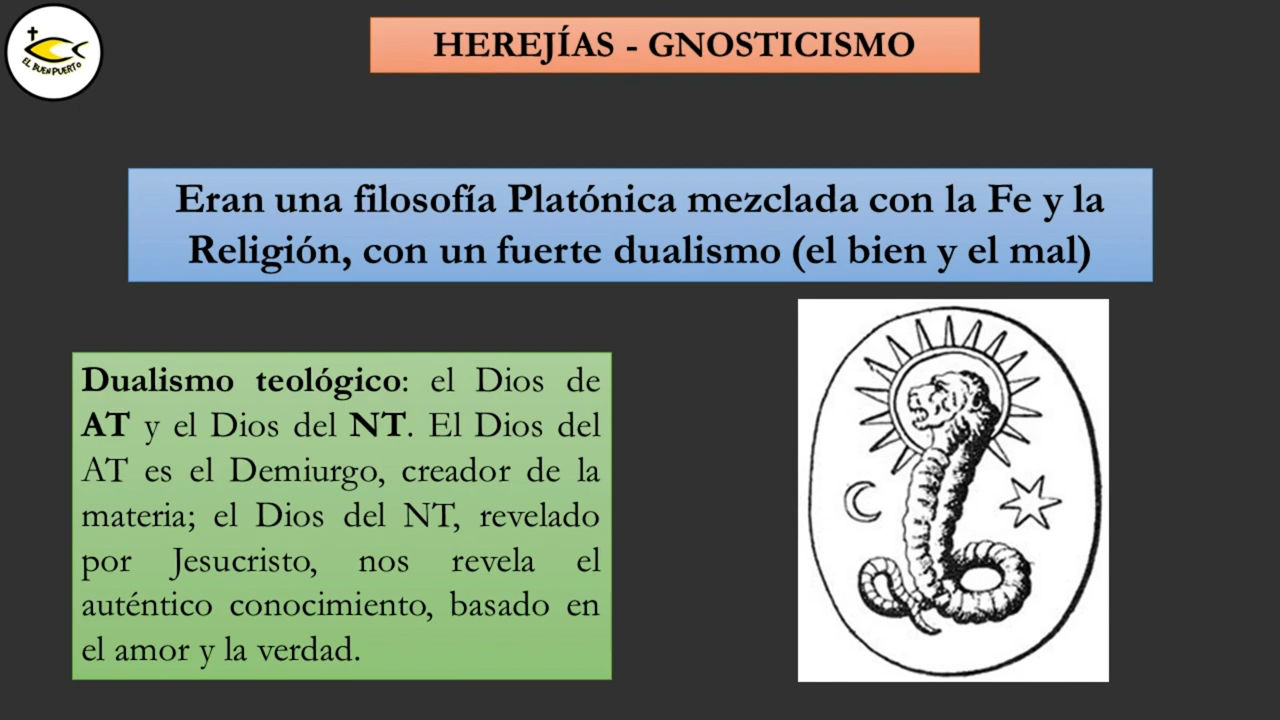 EL BUEN PUERTO
HEREJÍAS - GNOSTICISMO
Eran una filosofía Platónica mezclada con la Fe y la
Religión, con un fuerte dualismo (el bien y el mal)
Dualismo teológico: el Dios de
AT y el Dios del NT. El Dios del
AT es el Demiurgo, creador de la
materia; el Dios del NT, revelado
por Jesucristo, nos revela el
auténtico conocimiento, basado en
el amor y la verdad.